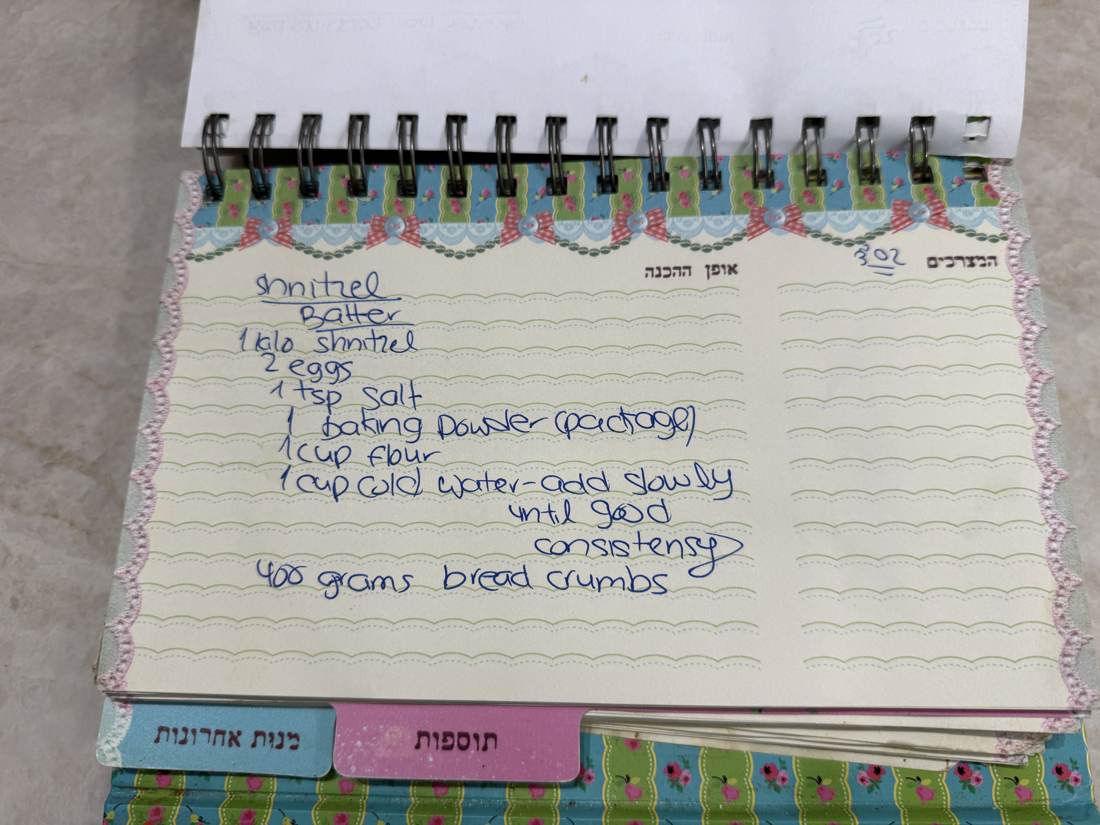 המצרכים
אופן ההכנה
Shnitzel
Batter
1 kilo shnitzel
2 eggs
1 tsp salt
1 baking powder (package)
1 cup flour
1 cup cold water-add slowly
until good
consistensy
400 grams bread crumbs
תוספות
מנות אחרונות